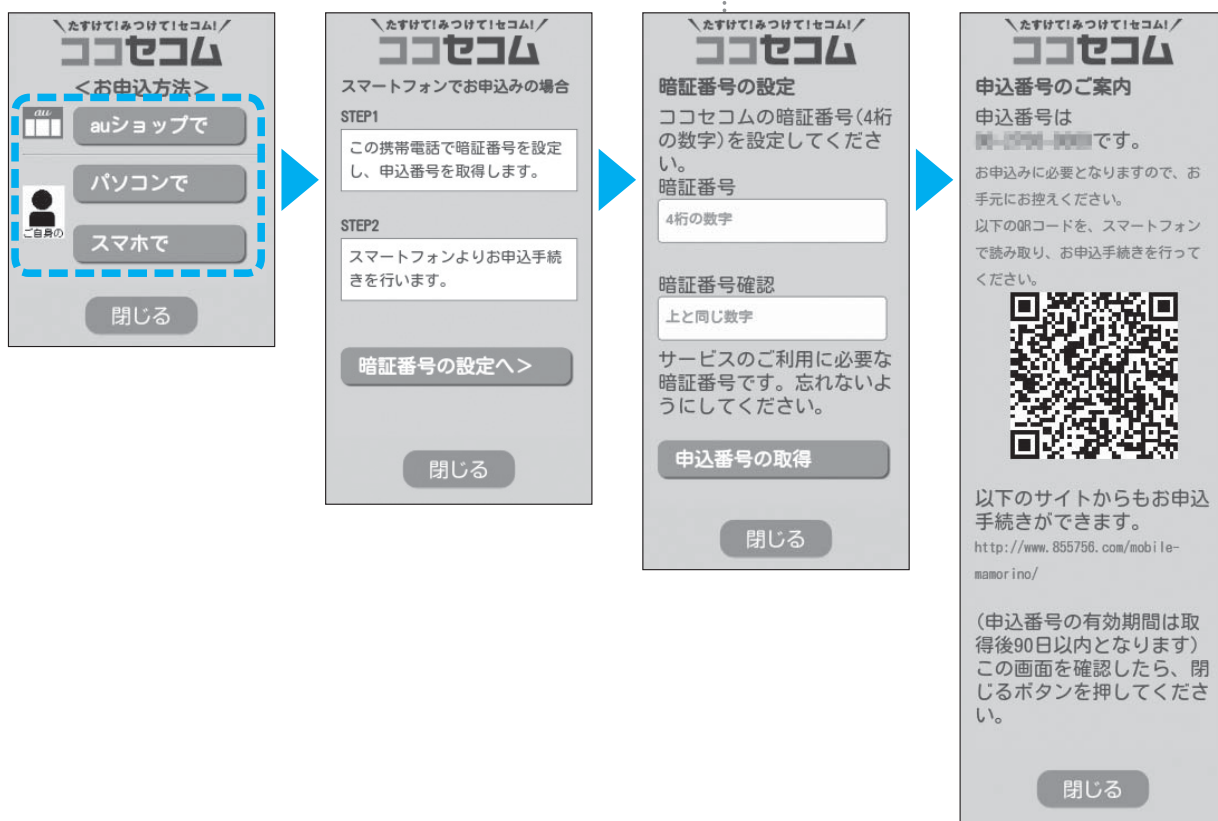 ＼たすけて!みつけて!セコム!／
ココセコム
＜お申込方法＞
au
auショップで
パソコンで
ご自身の
スマホで
閉じる
＼たすけて!みつけて!セコム!／
ココセコム
スマートフォンでお申込みの場合
STEP1
この携帯電話で暗証番号を設定
し、申込番号を取得します。
STEP2
スマートフォンよりお申込手続
きを行います。
暗証番号の設定へ＞
閉じる
＼たすけて!みつけて!セコム!／
ココセコム
暗証番号の設定
ココセコムの暗証番号(4桁
の数字)を設定してくださ
い。
暗証番号
4桁の数字
暗証番号確認
上と同じ数字
サービスのご利用に必要な
暗証番号です。忘れないよ
うにしてください。
申込番号の取得
閉じる
＼たすけて!みつけて!セコム!／
ココセコム
申込番号のご案内
申込番号は
です。
お申込みに必要となりますので、お
手元にお控えください。
以下のQRコードを、スマートフォン
で読み取り、お申込手続きを行って
ください。
以下のサイトからもお申込
手続きができます。
http://www.855756.com/mobile-
mamorino/
(申込番号の有効期間は取
得後90日以内となります)
この画面を確認したら、閉
じるボタンを押してくださ
い。
閉じる